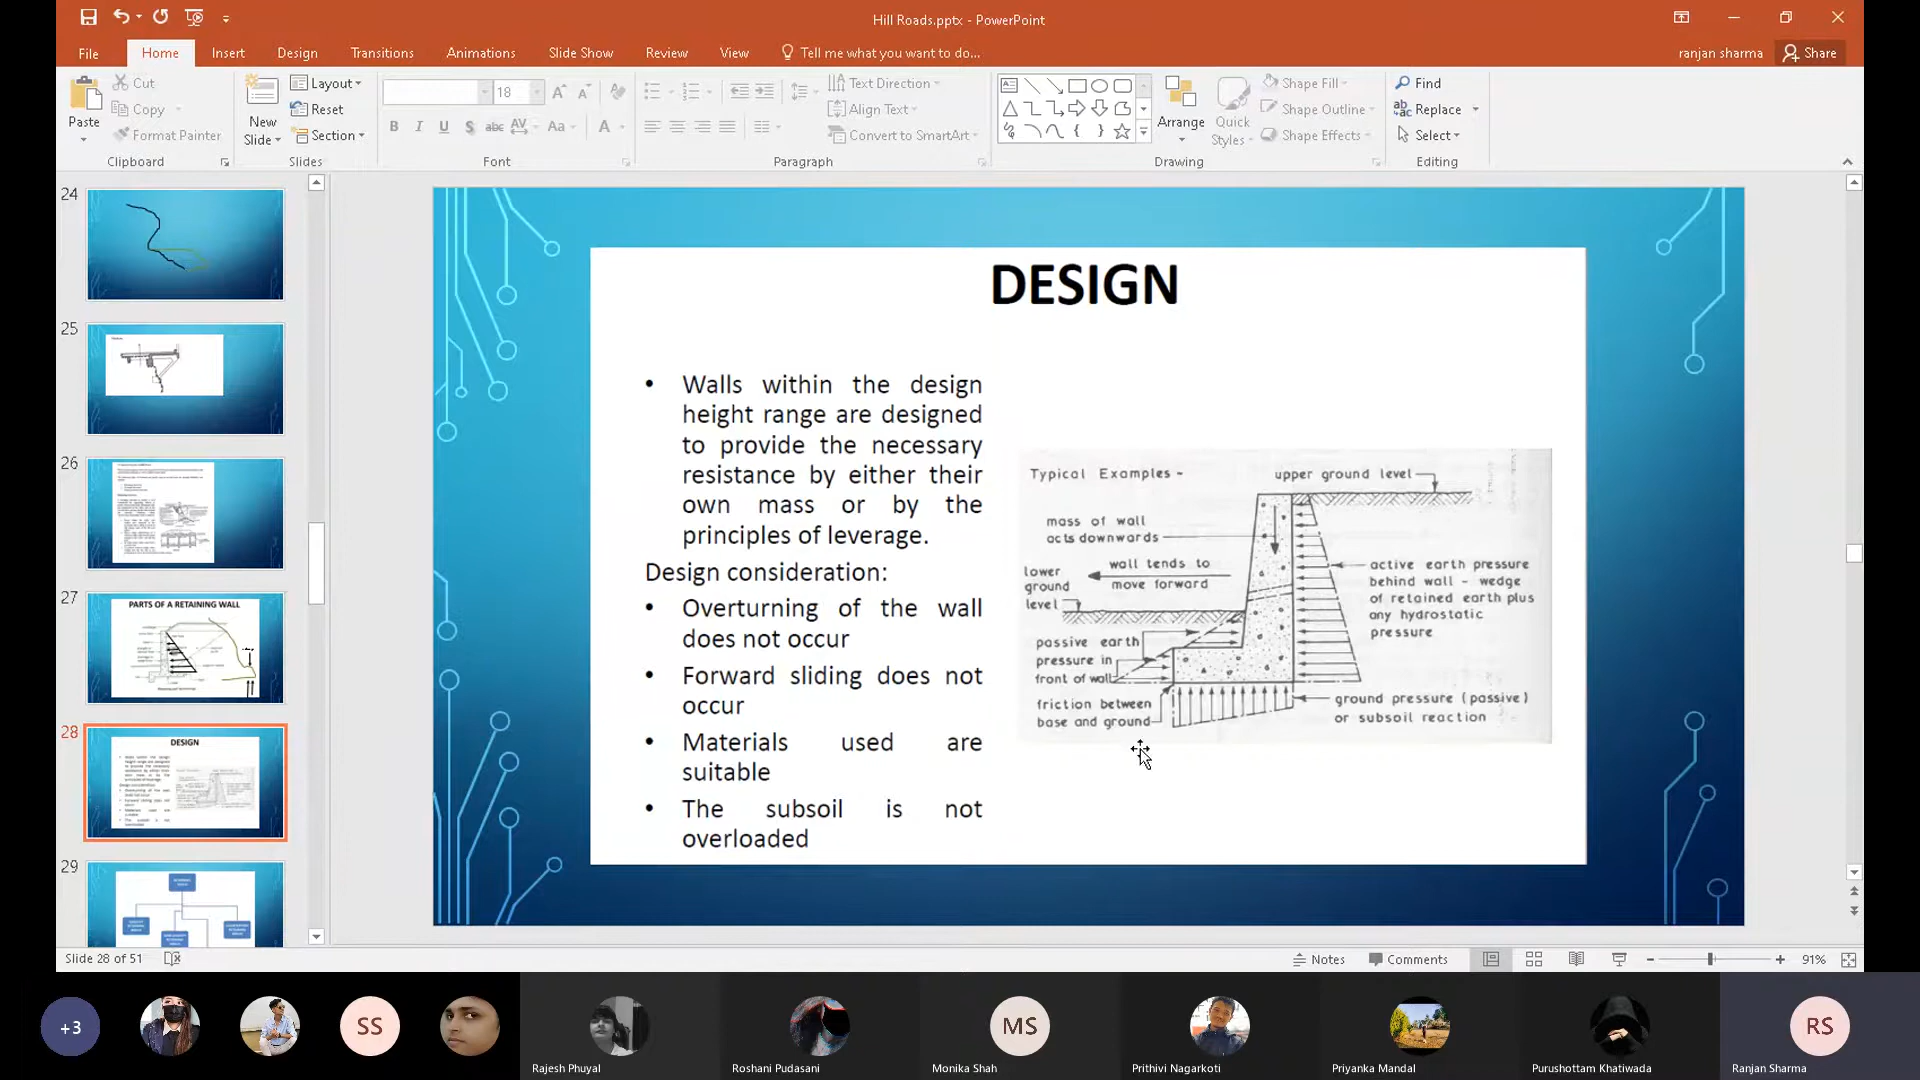 Hill Roads.pptx - PowerPoint
File
Home
Insert
Design
Transitions
Animations
Slide Show
Review
View
Tell me what you want to do...
ranjan sharma
Share
Paste
Cut
Copy
Format Painter
Clipboard
New
Slide
Layout
Reset
Section
Slides
18
Font
Paragraph
Text Direction
Align Text
Convert to SmartArt
Arrange
Quick
Styles
Shape Fill
Shape Outline
Shape Effects
Drawing
Find
Replace
Select
Editing
24
25
26
27
PARTS OF A RETAINING WALL
28
DESIGN
29
DESIGN
• Walls within the design
height range are designed
to provide the necessary
resistance by either their
own mass or by the
principles of leverage.
Design consideration:
• Overturning of the wall
does not occur
• Forward sliding does not
occur
• Materials used are
suitable
• The subsoil is not
overloaded
Typical Examples -
upper ground level
mass of wall
acts downwards
wall tends to
move forward
lower
ground
level
passive earth
pressure in
front of wall
friction between
base and ground
active earth pressure
behind wall - wedge
of retained earth plus
any hydrostatic
pressure
ground pressure (passive)
or subsoil reaction
Slide 28 of 51
Notes
Comments
91%
+3
SS
MS
RS
Rajesh Phuyal
Roshani Pudasani
Monika Shah
Prithivi Nagarkoti
Priyanka Mandal
Purushottam Khatiwada
Ranjan Sharma